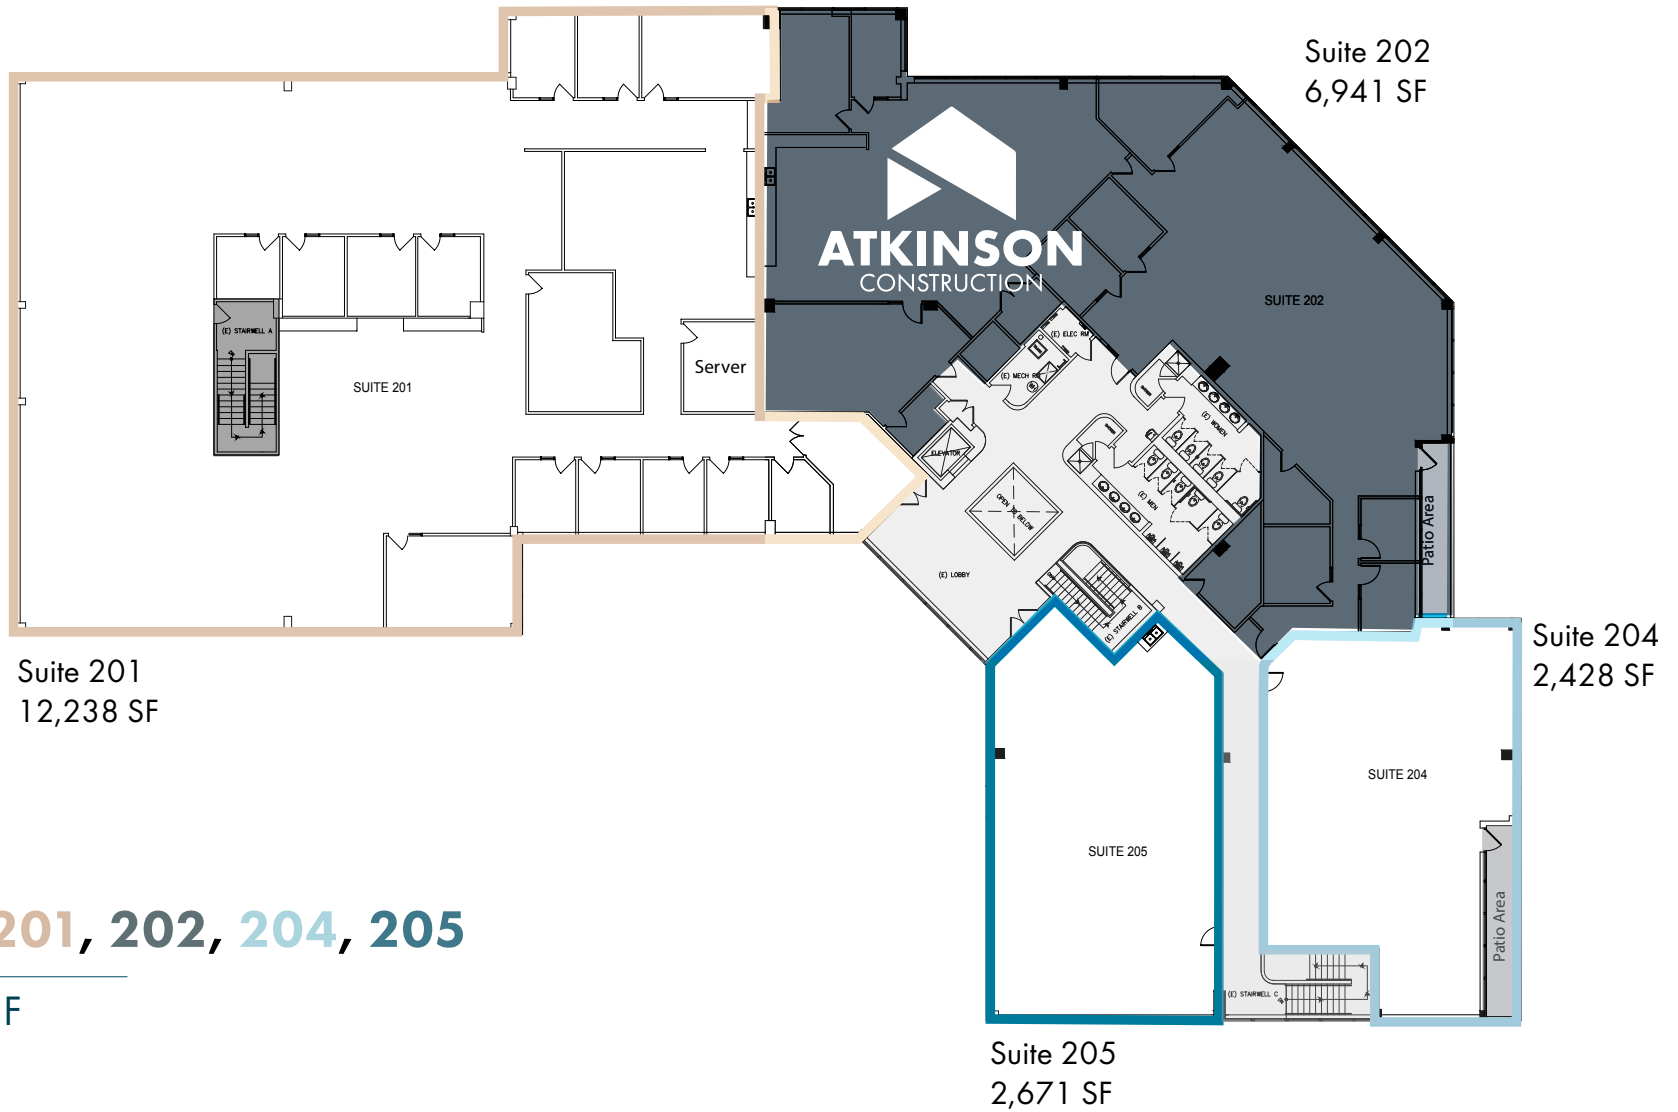 Suite 202
6,941 SF
ATKINSON
CONSTRUCTION
SUITE 202
(E) STAIRWELL A
(E) ELEC RM
Server
(E) MECH
SUITE 201
(E) WOMEN
ELEVATOR
(E) MEN
OPEN TO BELOW
Patio Area
(E) LOBBY
(E) STAIRWELL B
Suite 201
12,238 SF
Suite 204
2,428 SF
SUITE 204
SUITE 205
Patio Area
201, 202, 204, 205
F
(E) STAIRWELL C
Suite 205
2,671 SF